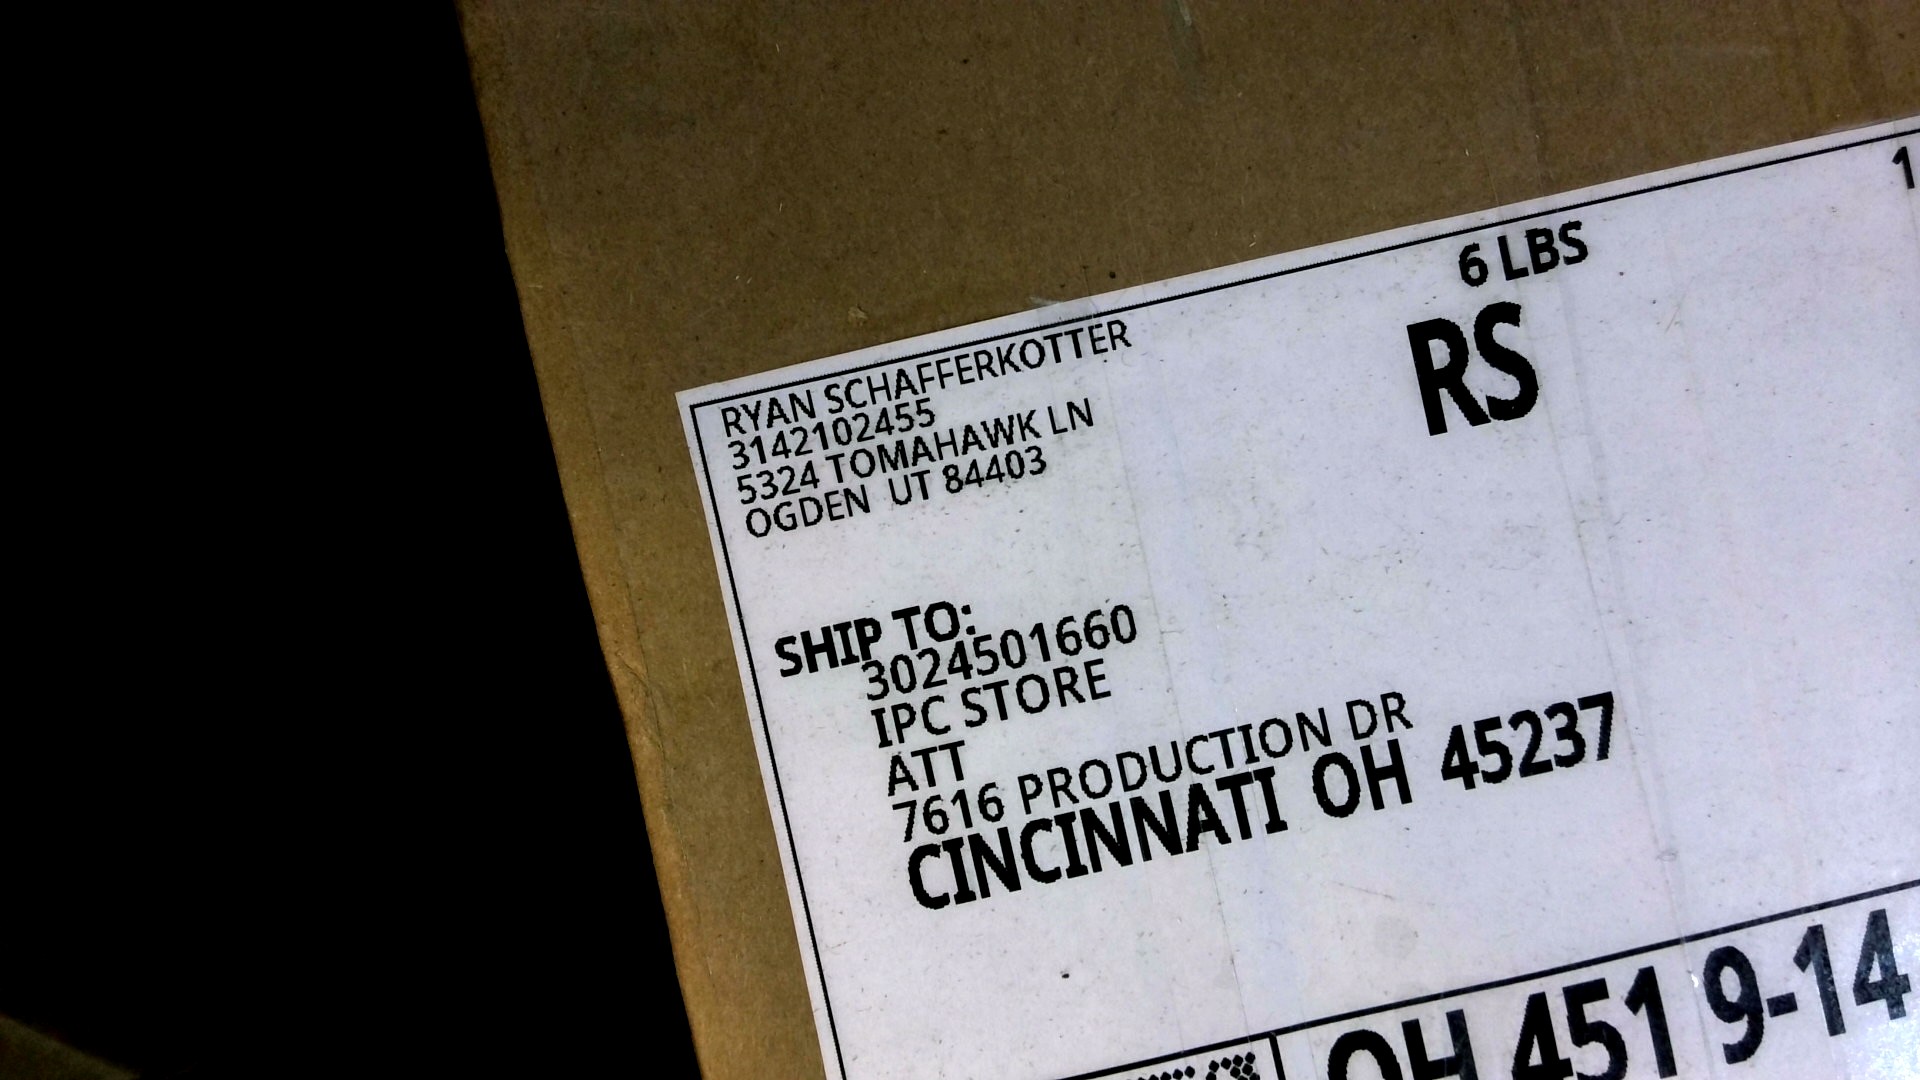 1
6 LBS
RS
RYAN SCHAFFERKOTTER
3142102455
5324 TOMAHAWK LN
OGDEN UT 84403
SHIP TO:
3024501660
IPC STORE
ATT
7616 PRODUCTION DR
CINCINNATI OH 45237
OH 451 9-14